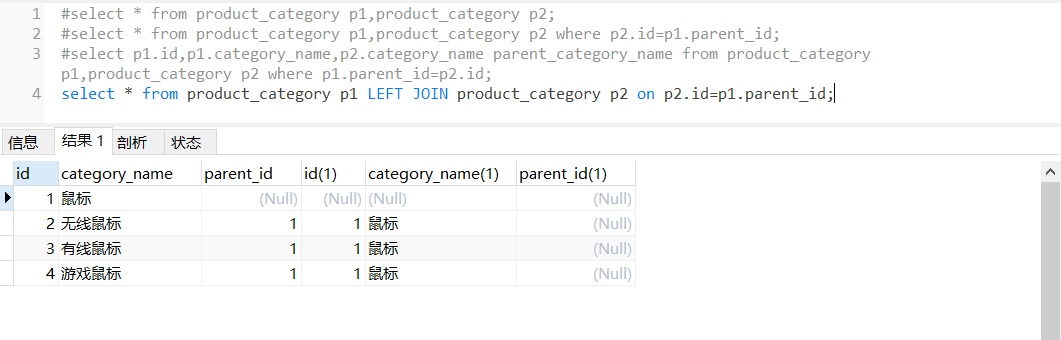 1 #select * from product_category p1,product_category p2;
2 #select * from product_category p1,product_category p2 where p2.id=p1.parent_id;
3 #select p1.id,p1.category_name,p2.category_name parent_category_name from product_category
p1,product_category p2 where p1.parent_id=p2.id;
4 select * from product_category p1 LEFT JOIN product_category p2 on p2.id=p1.parent_id;
信息 结果 1 剖析 状态
id category_name parent_id id(1) category_name(1) parent_id(1)
1 鼠标 (Null) (Null) (Null) (Null)
2 无线鼠标 1 1 鼠标 (Null)
3 有线鼠标 1 1 鼠标 (Null)
4 游戏鼠标 1 1 鼠标 (Null)